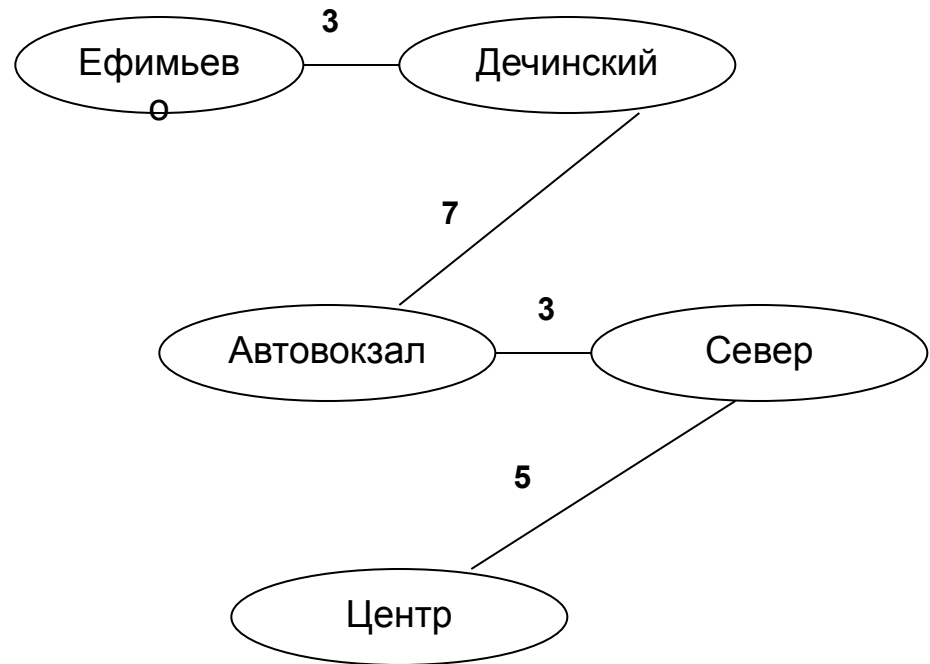 3
Ефимьев
о
Дечинский
7
3
Автовокзал
Север
5
Центр